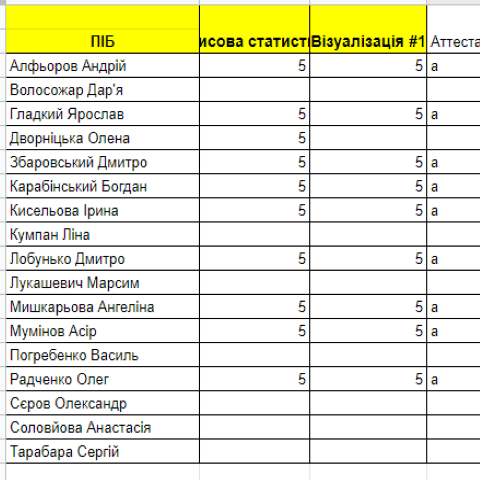 ПІБ исова статист Візуалізація #1 Аттеста
Алфьоров Андрій 5 5 а
Волосожар Дар'я
Гладкий Ярослав 5 5 а
Дворніцька Олена 5
Збаровський Дмитро 5 5 а
Карабінський Богдан 5 5 а
Кисельова Ірина 5 5 а
Кумпан Ліна
Лобунько Дмитро 5 5 а
Лукашевич Марсим
Мишкарьова Ангеліна 5 5 а
Мумінов Асір 5 5 а
Погребенко Василь
Радченко Олег 5 5 а
Сєров Олександр
Соловйова Анастасія
Тарабара Сергій